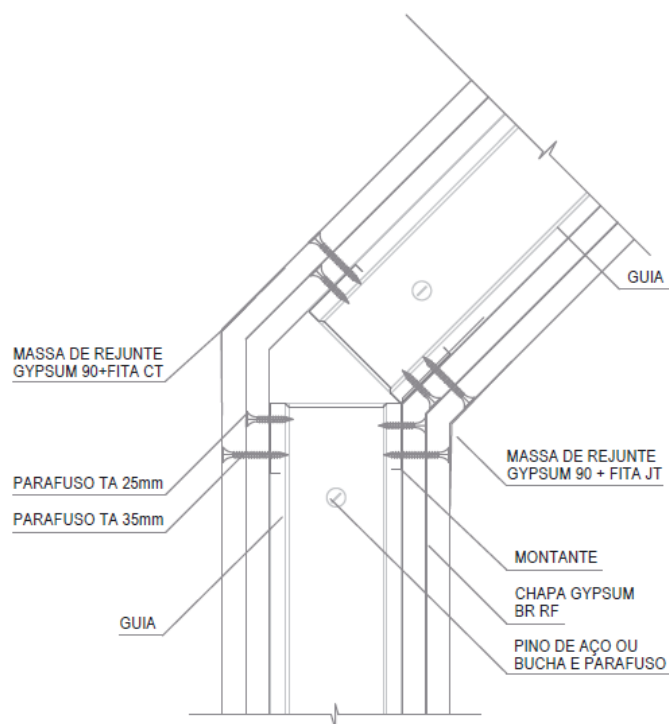 GUIA
MASSA DE REJUNTE
GYPSUM 90+FITA CT
MASSA DE REJUNTE
GYPSUM 90 + FITA JT
PARAFUSO TA 25mm
PARAFUSO TA 35mm
MONTANTE
CHAPA GYPSUM
BR RF
GUIA
PINO DE AÇO OU
BUCHA E PARAFUSO